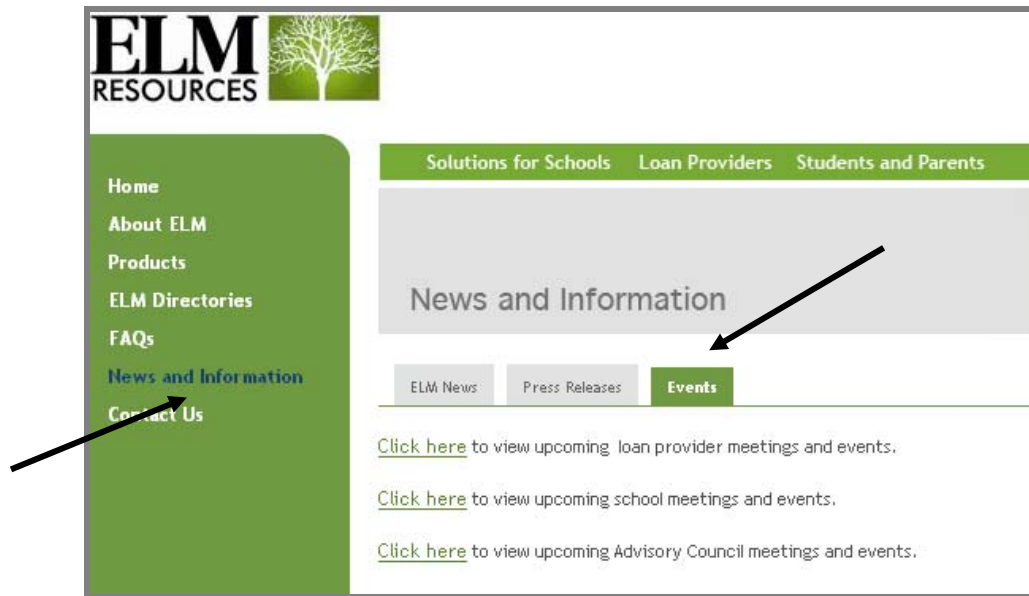 ELM
RESOURCES
Solutions for Schools Loan Providers Students and Parents
Home
About ELM
Products
ELM Directories
FAQs
News and Information
Contact Us
News and Information
ELM News Press Releases Events
Click here to view upcoming loan provider meetings and events.
Click here to view upcoming school meetings and events.
Click here to view upcoming Advisory Council meetings and events.